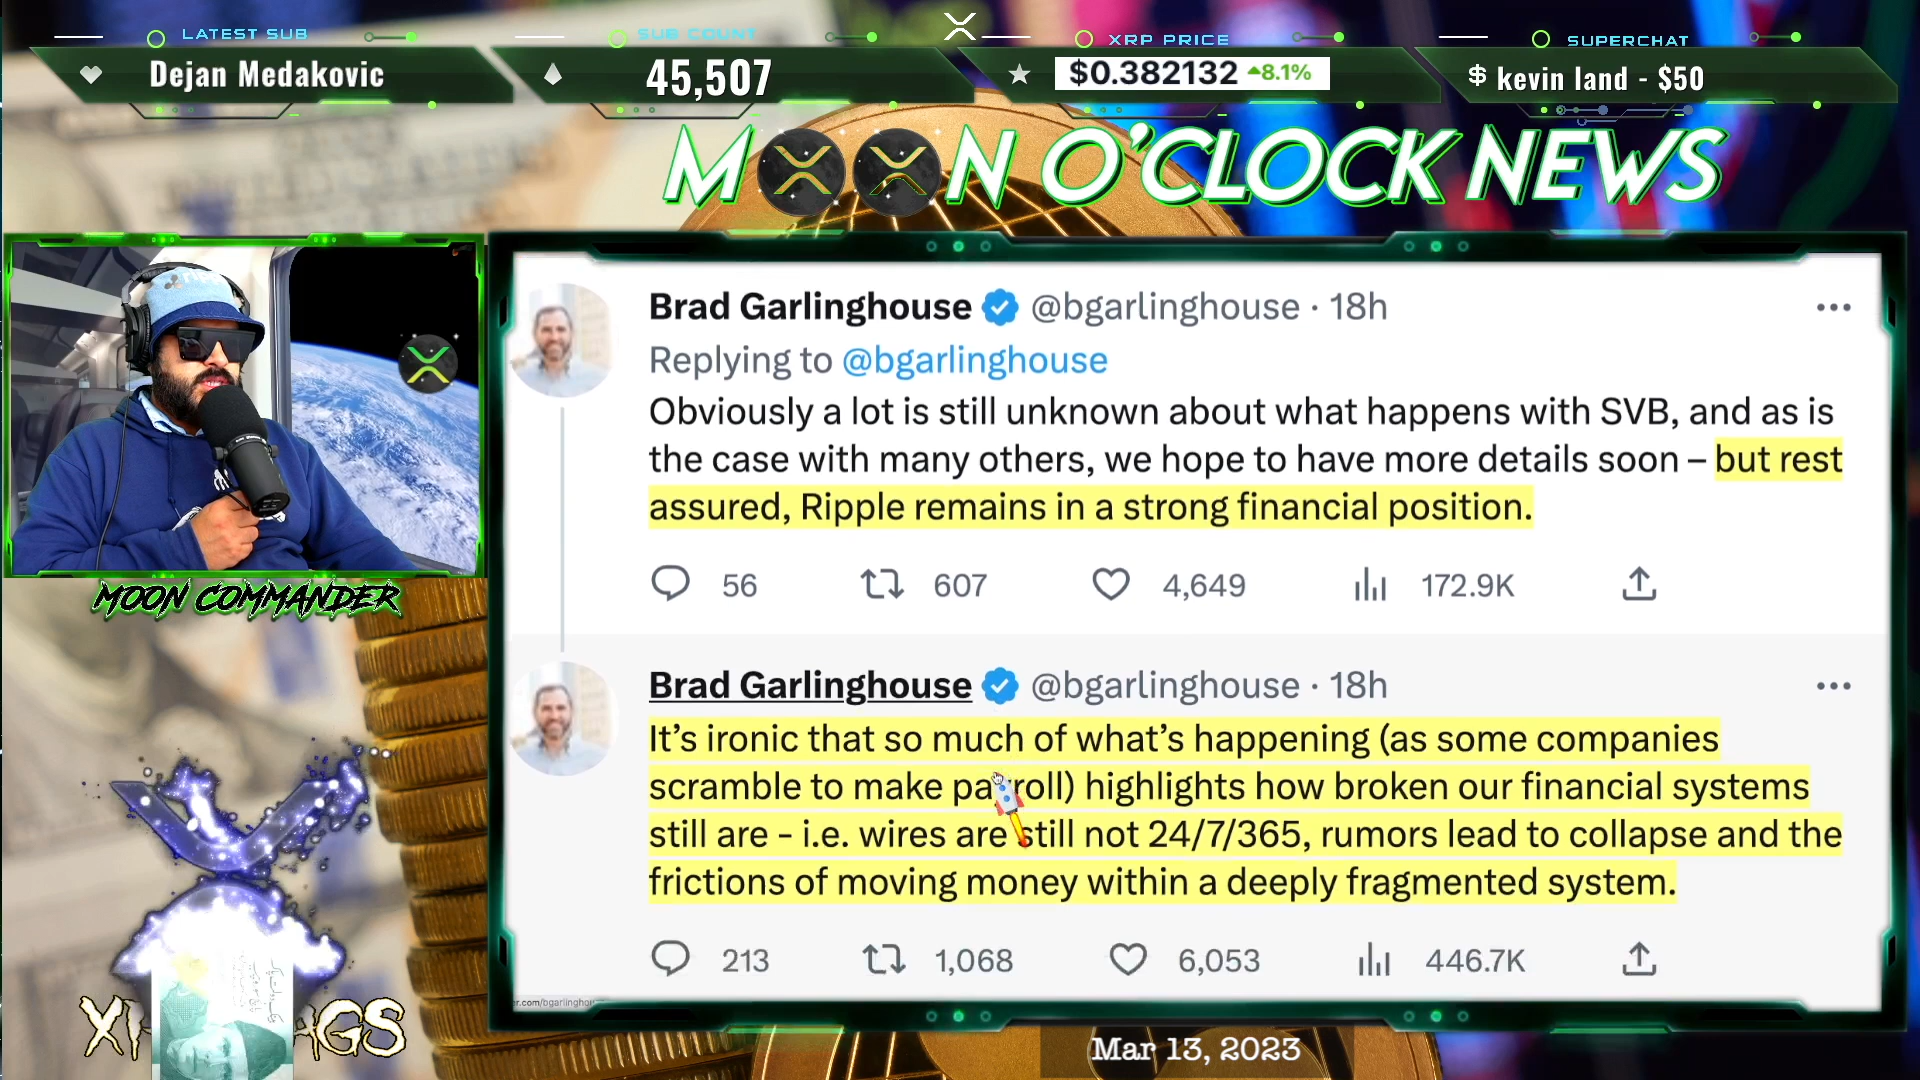 LATEST SUB
Dejan Medakovic
SUB COUNT
45,507
XRP PRICE
$0.382132 8.1%
SUPERCHAT
$ kevin land - $50
MOON O'CLOCK NEWS
MOON COMMANDER
Brad Garlinghouse @bgarlinghouse · 18h
Replying to @bgarlinghouse
Obviously a lot is still unknown about what happens with SVB, and as is
the case with many others, we hope to have more details soon – but rest
assured, Ripple remains in a strong financial position.
56 607 4,649 172.9K
Brad Garlinghouse @bgarlinghouse · 18h
It's ironic that so much of what's happening (as some companies
scramble to make payroll) highlights how broken our financial systems
still are - i.e. wires are still not 24/7/365, rumors lead to collapse and the
frictions of moving money within a deeply fragmented system.
213 1,068 6,053 446.7K
Mar 13, 2023